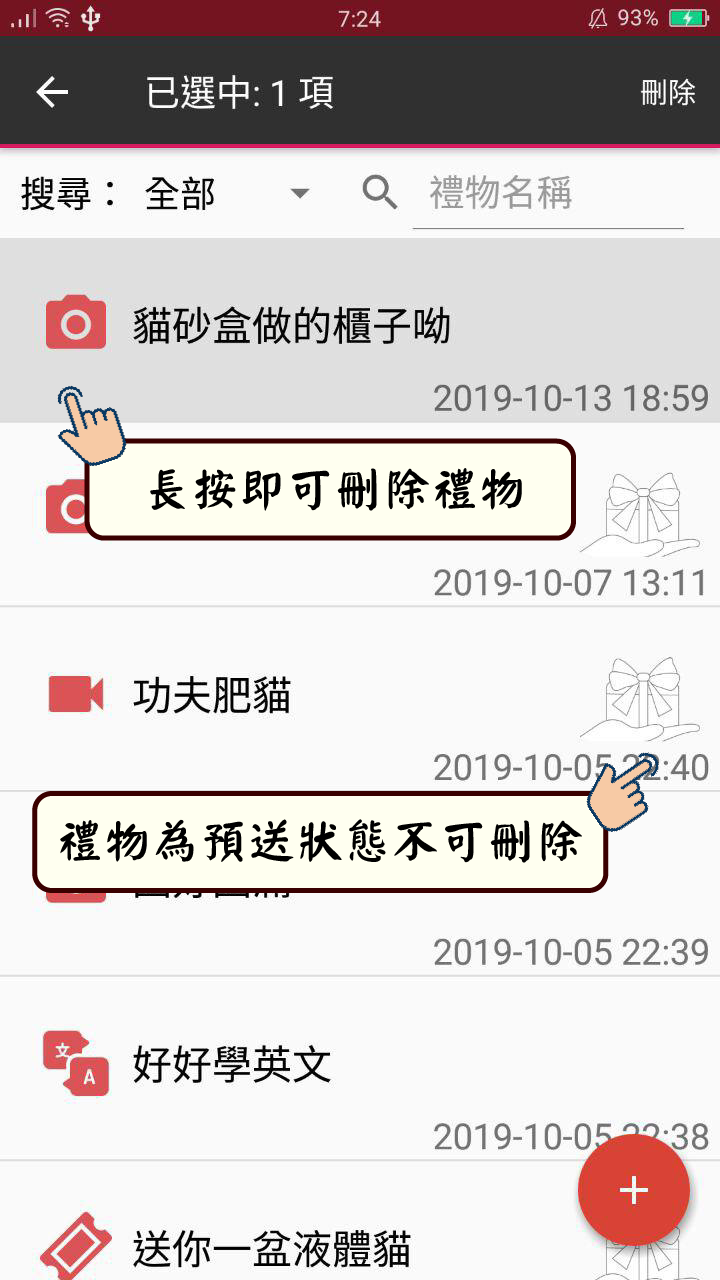 7:24
93%
已選中: 1 項
刪除
搜尋： 全部
禮物名稱
貓砂盒做的櫃子呦
2019-10-13 18:59
長按即可刪除禮物
2019-10-07 13:11
功夫肥貓
2019-10-05 22:40
禮物為預送狀態不可刪除
2019-10-05 22:39
文
A
好好學英文
2019-10-05 22:38
+
送你一盆液體貓